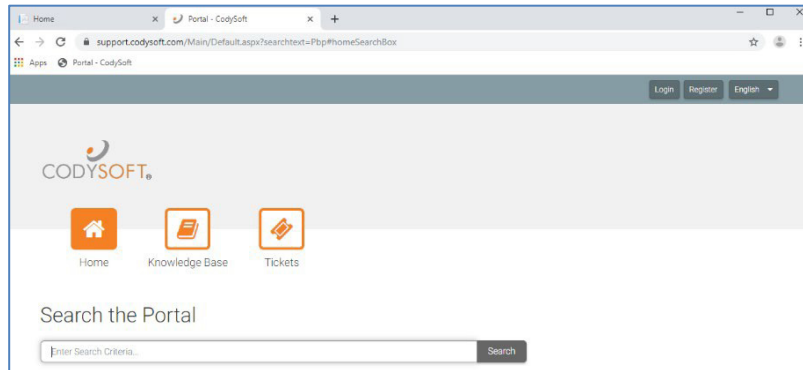 Home
Portal - CodySoft
support.codysoft.com/Main/Default.aspx?searchtext=Pbp#homeSearchBox
Apps
Portal - CodySoft
Login
Register
English
CODYSOFT®
Home
Knowledge Base
Tickets
Search the Portal
Enter Search Criteria...
Search